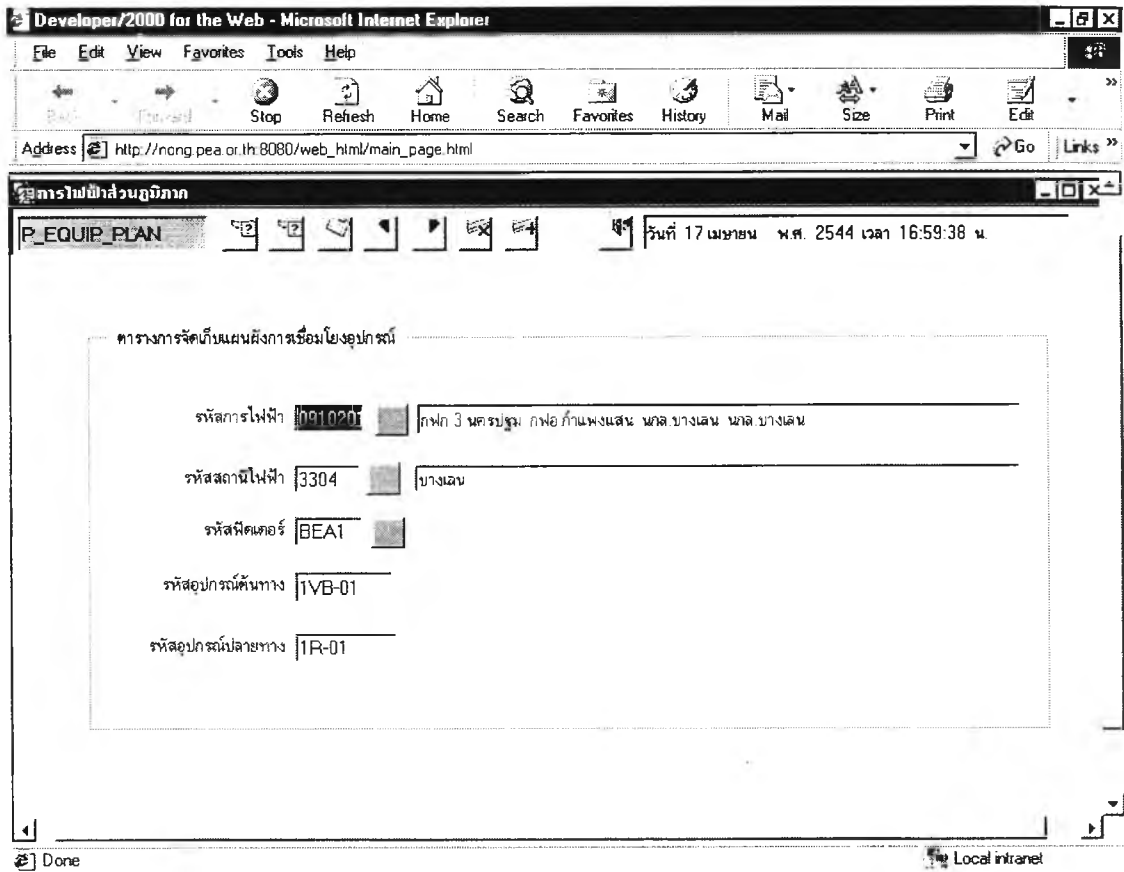 Developer/2000 for the Web - Microsoft Internet Explorer
File Edit View Favorites Tools Help
Back Forward Stop Refresh Home Search Favorites History Mail Size Print Edit »
Address http://nong.pea.or.th:8080/web_html/main_page.html Go Links »
การไฟฟ้าส่วนภูมิภาค
P_EQUIP_PLAN วันที่ 17 เมษายน พ.ศ. 2544 เวลา 16:59:38 น.
ตารางการจัดเก็บแผนผังการเชื่อมโยงอุปกรณ์
รหัสการไฟฟ้า 0910201 กฟก 3 นครปฐม กฟอ.กำแพงแสน นกล.บางเลน นกล.บางเลน
รหัสสถานีไฟฟ้า 3304 บางเลน
รหัสฟีดเตอร์ BEA1
รหัสอุปกรณ์ต้นทาง 1VB-01
รหัสอุปกรณ์ปลายทาง 1R-01
Done Local intranet